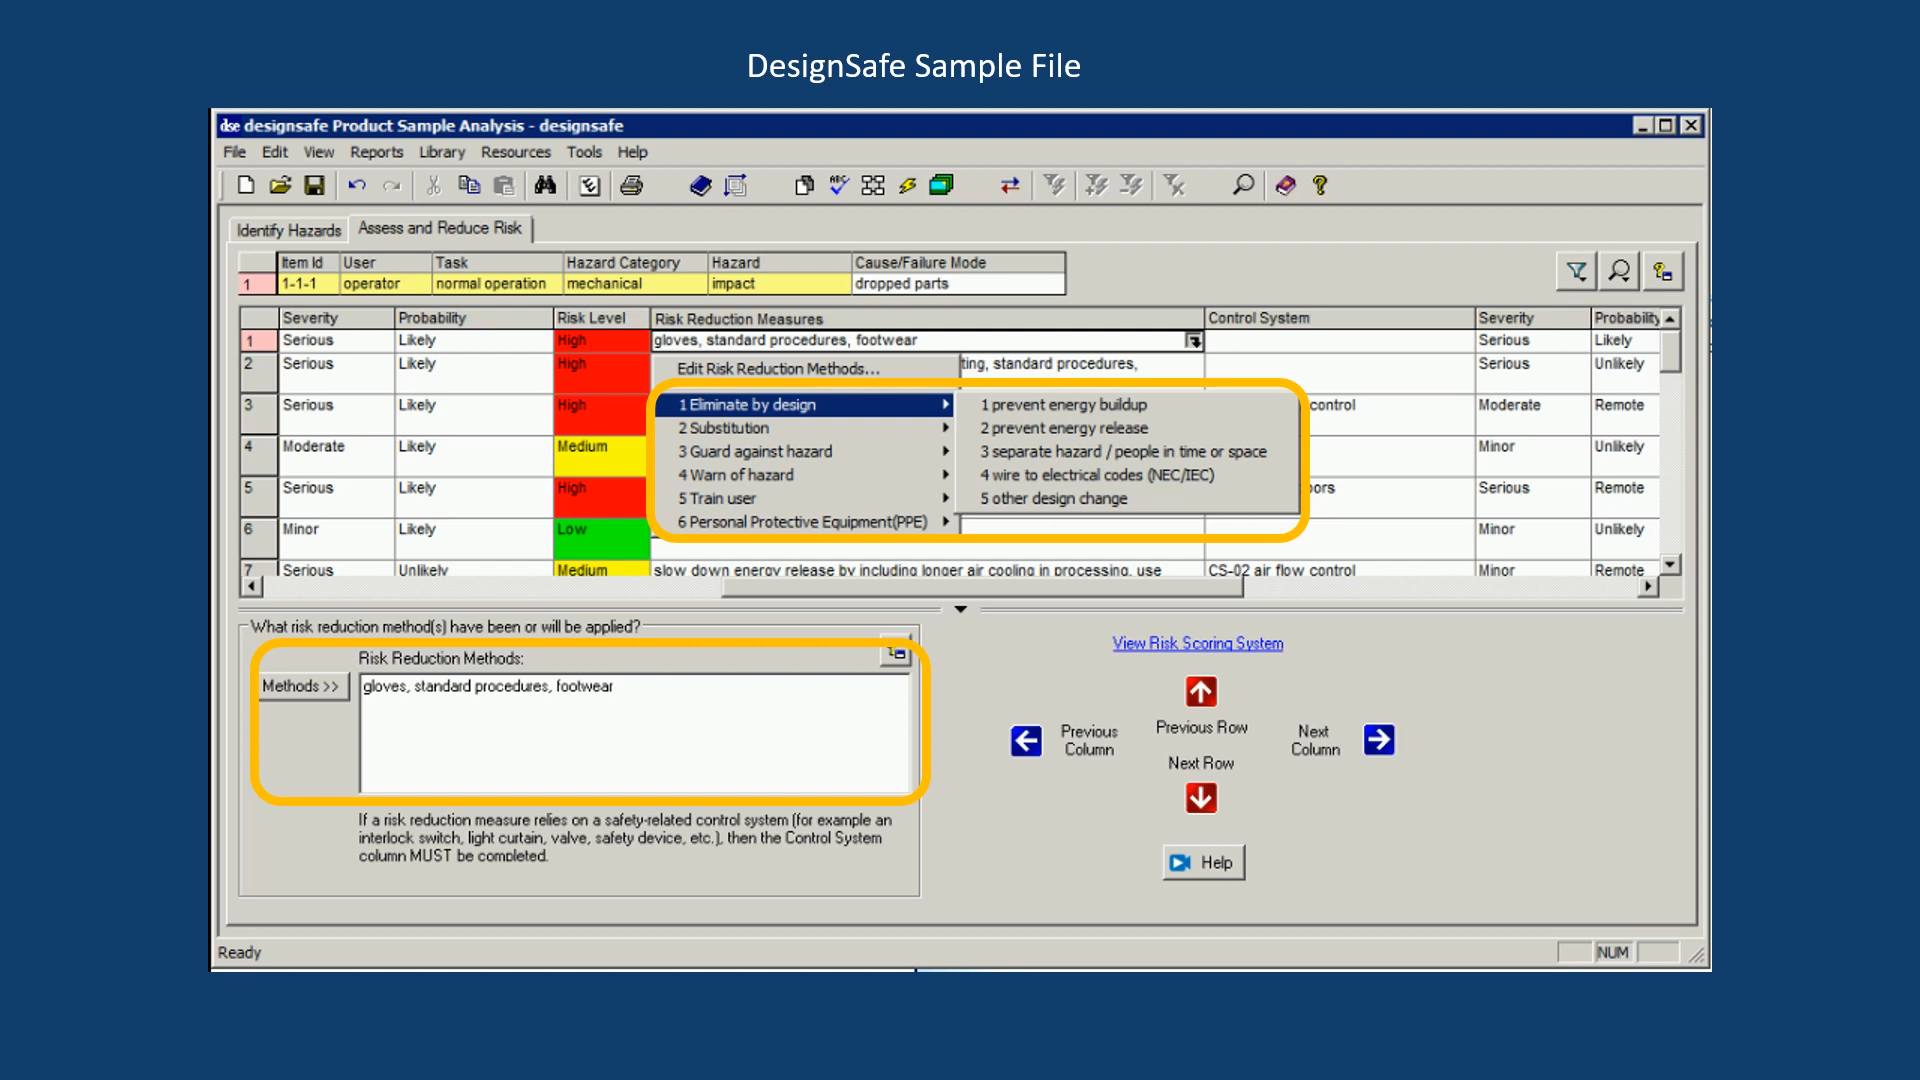 DesignSafe Sample File
dse designsafe Product Sample Analysis - designsafe
File Edit View Reports Library Resources Tools Help
Identify Hazards Assess and Reduce Risk
Item Id User Task Hazard Category Hazard Cause/Failure Mode
1 1-1-1 operator normal operation mechanical impact dropped parts
Severity Probability Risk Level Risk Reduction Measures Control System Severity Probability
1 Serious Likely High gloves, standard procedures, footwear Serious Likely
2 Serious Likely High ting, standard procedures, Serious Unlikely
Edit Risk Reduction Methods...
3 Serious Likely High control Moderate Remote
4 Moderate Likely Medium Minor Unlikely
5 Serious Likely High ors Serious Remote
6 Minor Likely Low Minor Unlikely
7 Serious Unlikely Medium slow down energy release by including longer air cooling in processing, use CS-02 air flow control Minor Remote
1 Eliminate by design
2 Substitution
3 Guard against hazard
4 Warn of hazard
5 Train user
6 Personal Protective Equipment(PPE)
1 prevent energy buildup
2 prevent energy release
3 separate hazard / people in time or space
4 wire to electrical codes (NEC/IEC)
5 other design change
What risk reduction method(s) have been or will be applied?
Risk Reduction Methods:
Methods >>
gloves, standard procedures, footwear
If a risk reduction measure relies on a safety-related control system (for example an
interlock switch, light curtain, valve, safety device, etc.), then the Control System
column MUST be completed.
View Risk Scoring System
Previous Row
Previous
Column
Next
Column
Next Row
Help
Ready
NUM